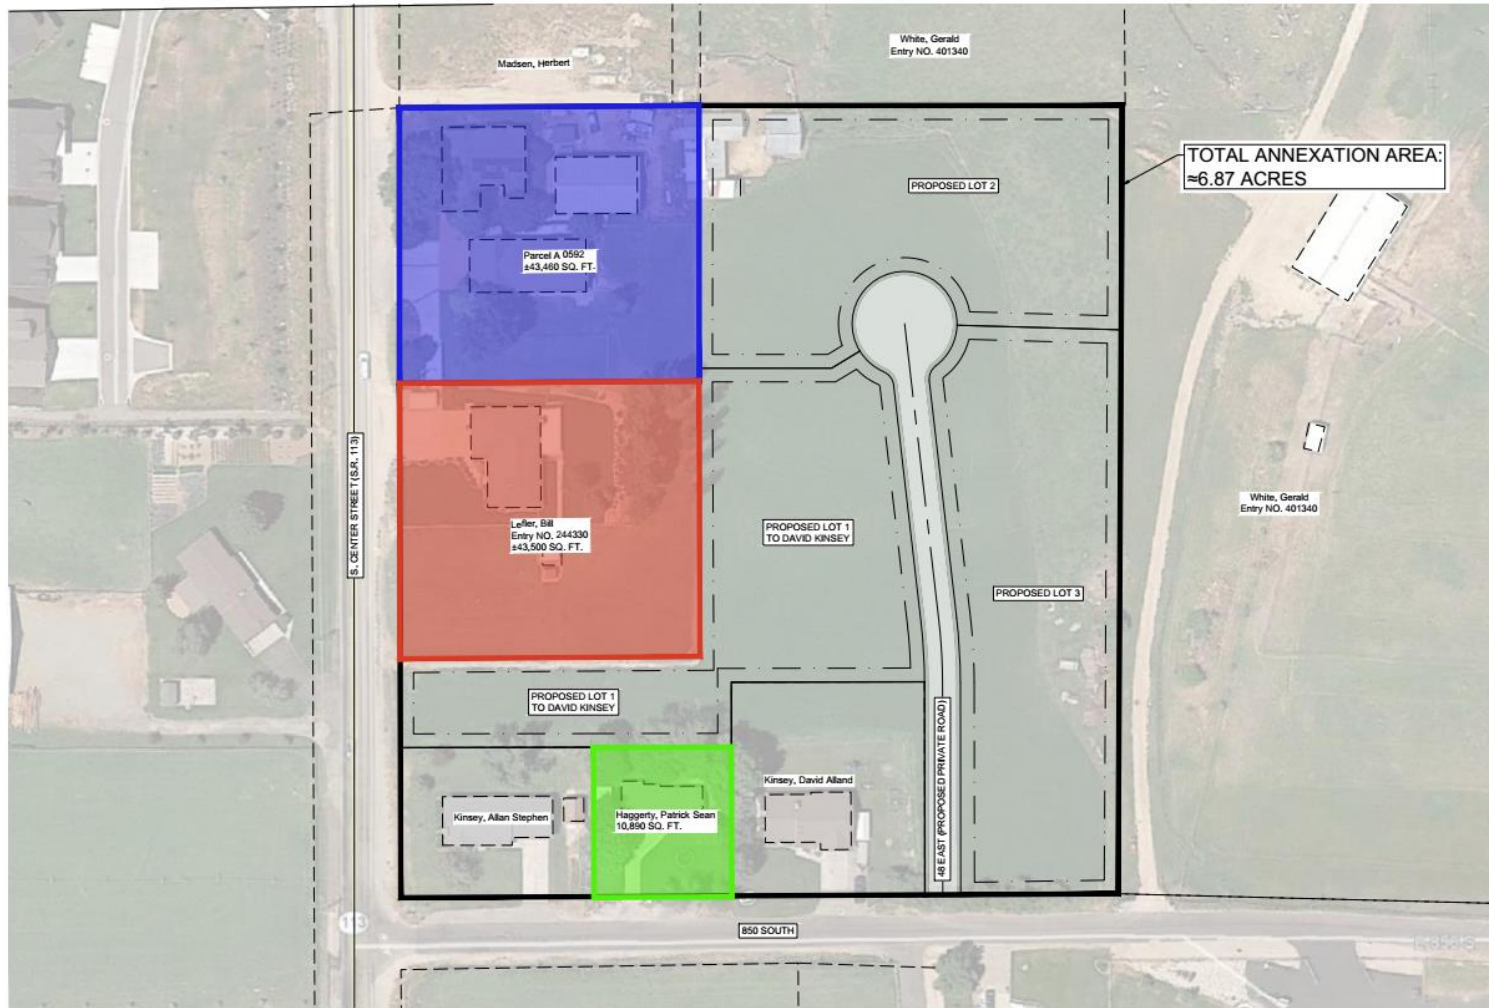 White, Gerald
Entry NO. 401340
Madsen, Herbert
TOTAL ANNEXATION AREA:
≈6.87 ACRES
PROPOSED LOT 2
Parcel A 0592
±43,460 SQ. FT.
S. CENTER STREET (S.R. 113)
Lefler, Bill
Entry NO. 244330
±43,500 SQ. FT.
PROPOSED LOT 1
TO DAVID KINSEY
White, Gerald
Entry NO. 401340
PROPOSED LOT 3
PROPOSED LOT 1
TO DAVID KINSEY
48 EAST (PROPOSED PRIVATE ROAD)
Kinsey, David Alland
Kinsey, Allan Stephen
Haggerty, Patrick Sean
10,890 SQ. FT.
113
850 SOUTH